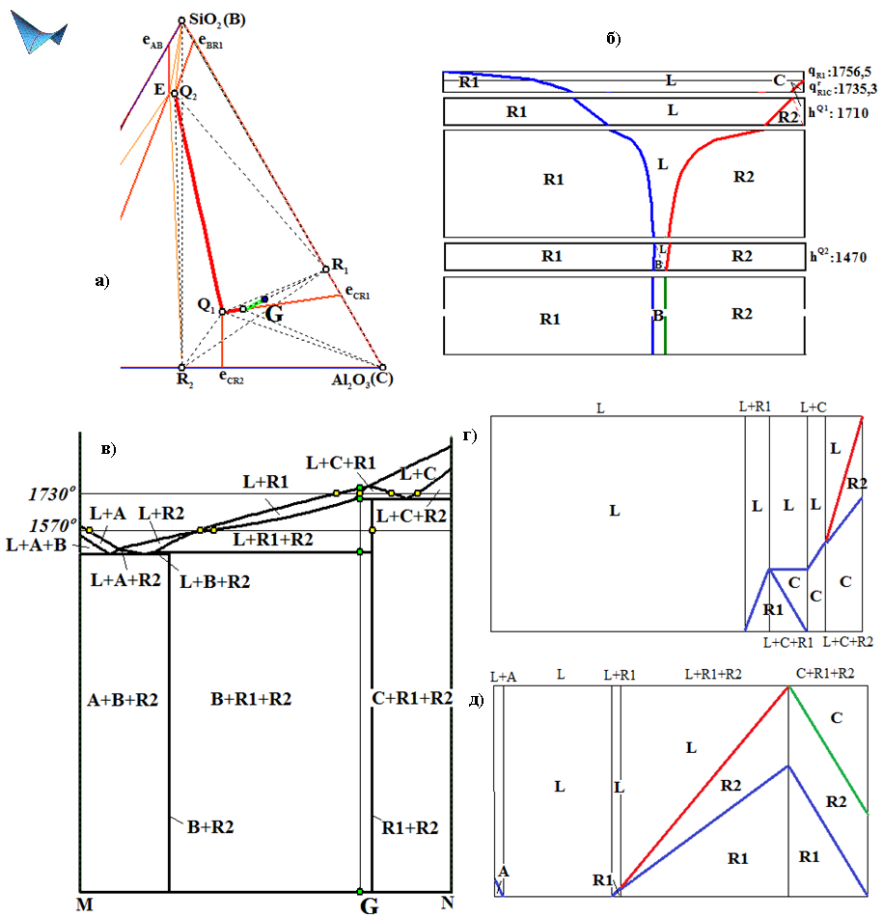 SiO₂(B)
eAB
eBR1
E
Q₂
R₁
а)
Q₁
eCR1
G
R₂
eCR2
Al₂O₃(C)
б)
R1
L
C
qR1:1756,5
qʳR1C:1735,3
R1
L
R2
hQ1: 1710
R1
L
R2
R1
L
B
R2
hQ2:1470
R1
B
R2
в)
1730°
1570°
L+A
L+R2
L+R1
L+C+R1
L+C
L+C+R2
L+A+B
L+R1+R2
L+A+R2
L+B+R2
A+B+R2
B+R1+R2
C+R1+R2
B+R2
R1+R2
M
G
N
г)
L
L+R1
L+C
L
L
L
L
L
R2
R1
C
C
C
L+C+R1
L+C+R2
д)
L+A
L
L+R1
L+R1+R2
C+R1+R2
L
L
L
C
R2
R2
A
R1
R1
R1